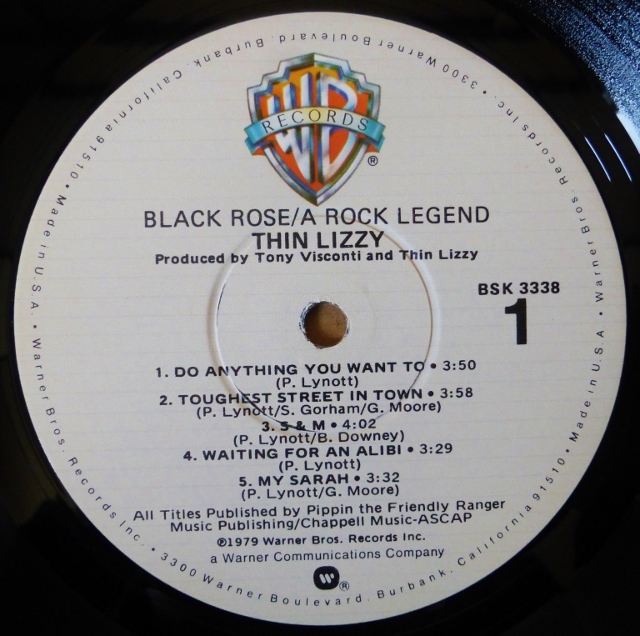 3300 Warner Boulevard. Burbank, California 91510 • Made in U.S.A. • Warner Bros. Records Inc. • 3300 Warner Boulevard. Burbank, California 91510 • Made in U.S.A • Warner Bros. Records Inc. •
WB
RECORDS
®
BLACK ROSE/A ROCK LEGEND
THIN LIZZY
Produced by Tony Visconti and Thin Lizzy
BSK 3338
1
1. DO ANYTHING YOU WANT TO • 3:50
(P. Lynott)
2. TOUGHEST STREET IN TOWN • 3:58
(P. Lynott/S. Gorham/G. Moore)
3. S & M • 4:02
(P. Lynott/B. Downey)
4. WAITING FOR AN ALIBI • 3:29
(P. Lynott)
5. MY SARAH • 3:32
(P. Lynott/G. Moore)
All Titles Published by Pippin the Friendly Ranger
Music Publishing/Chappell Music-ASCAP
℗1979 Warner Bros. Records Inc.
a Warner Communications Company
®